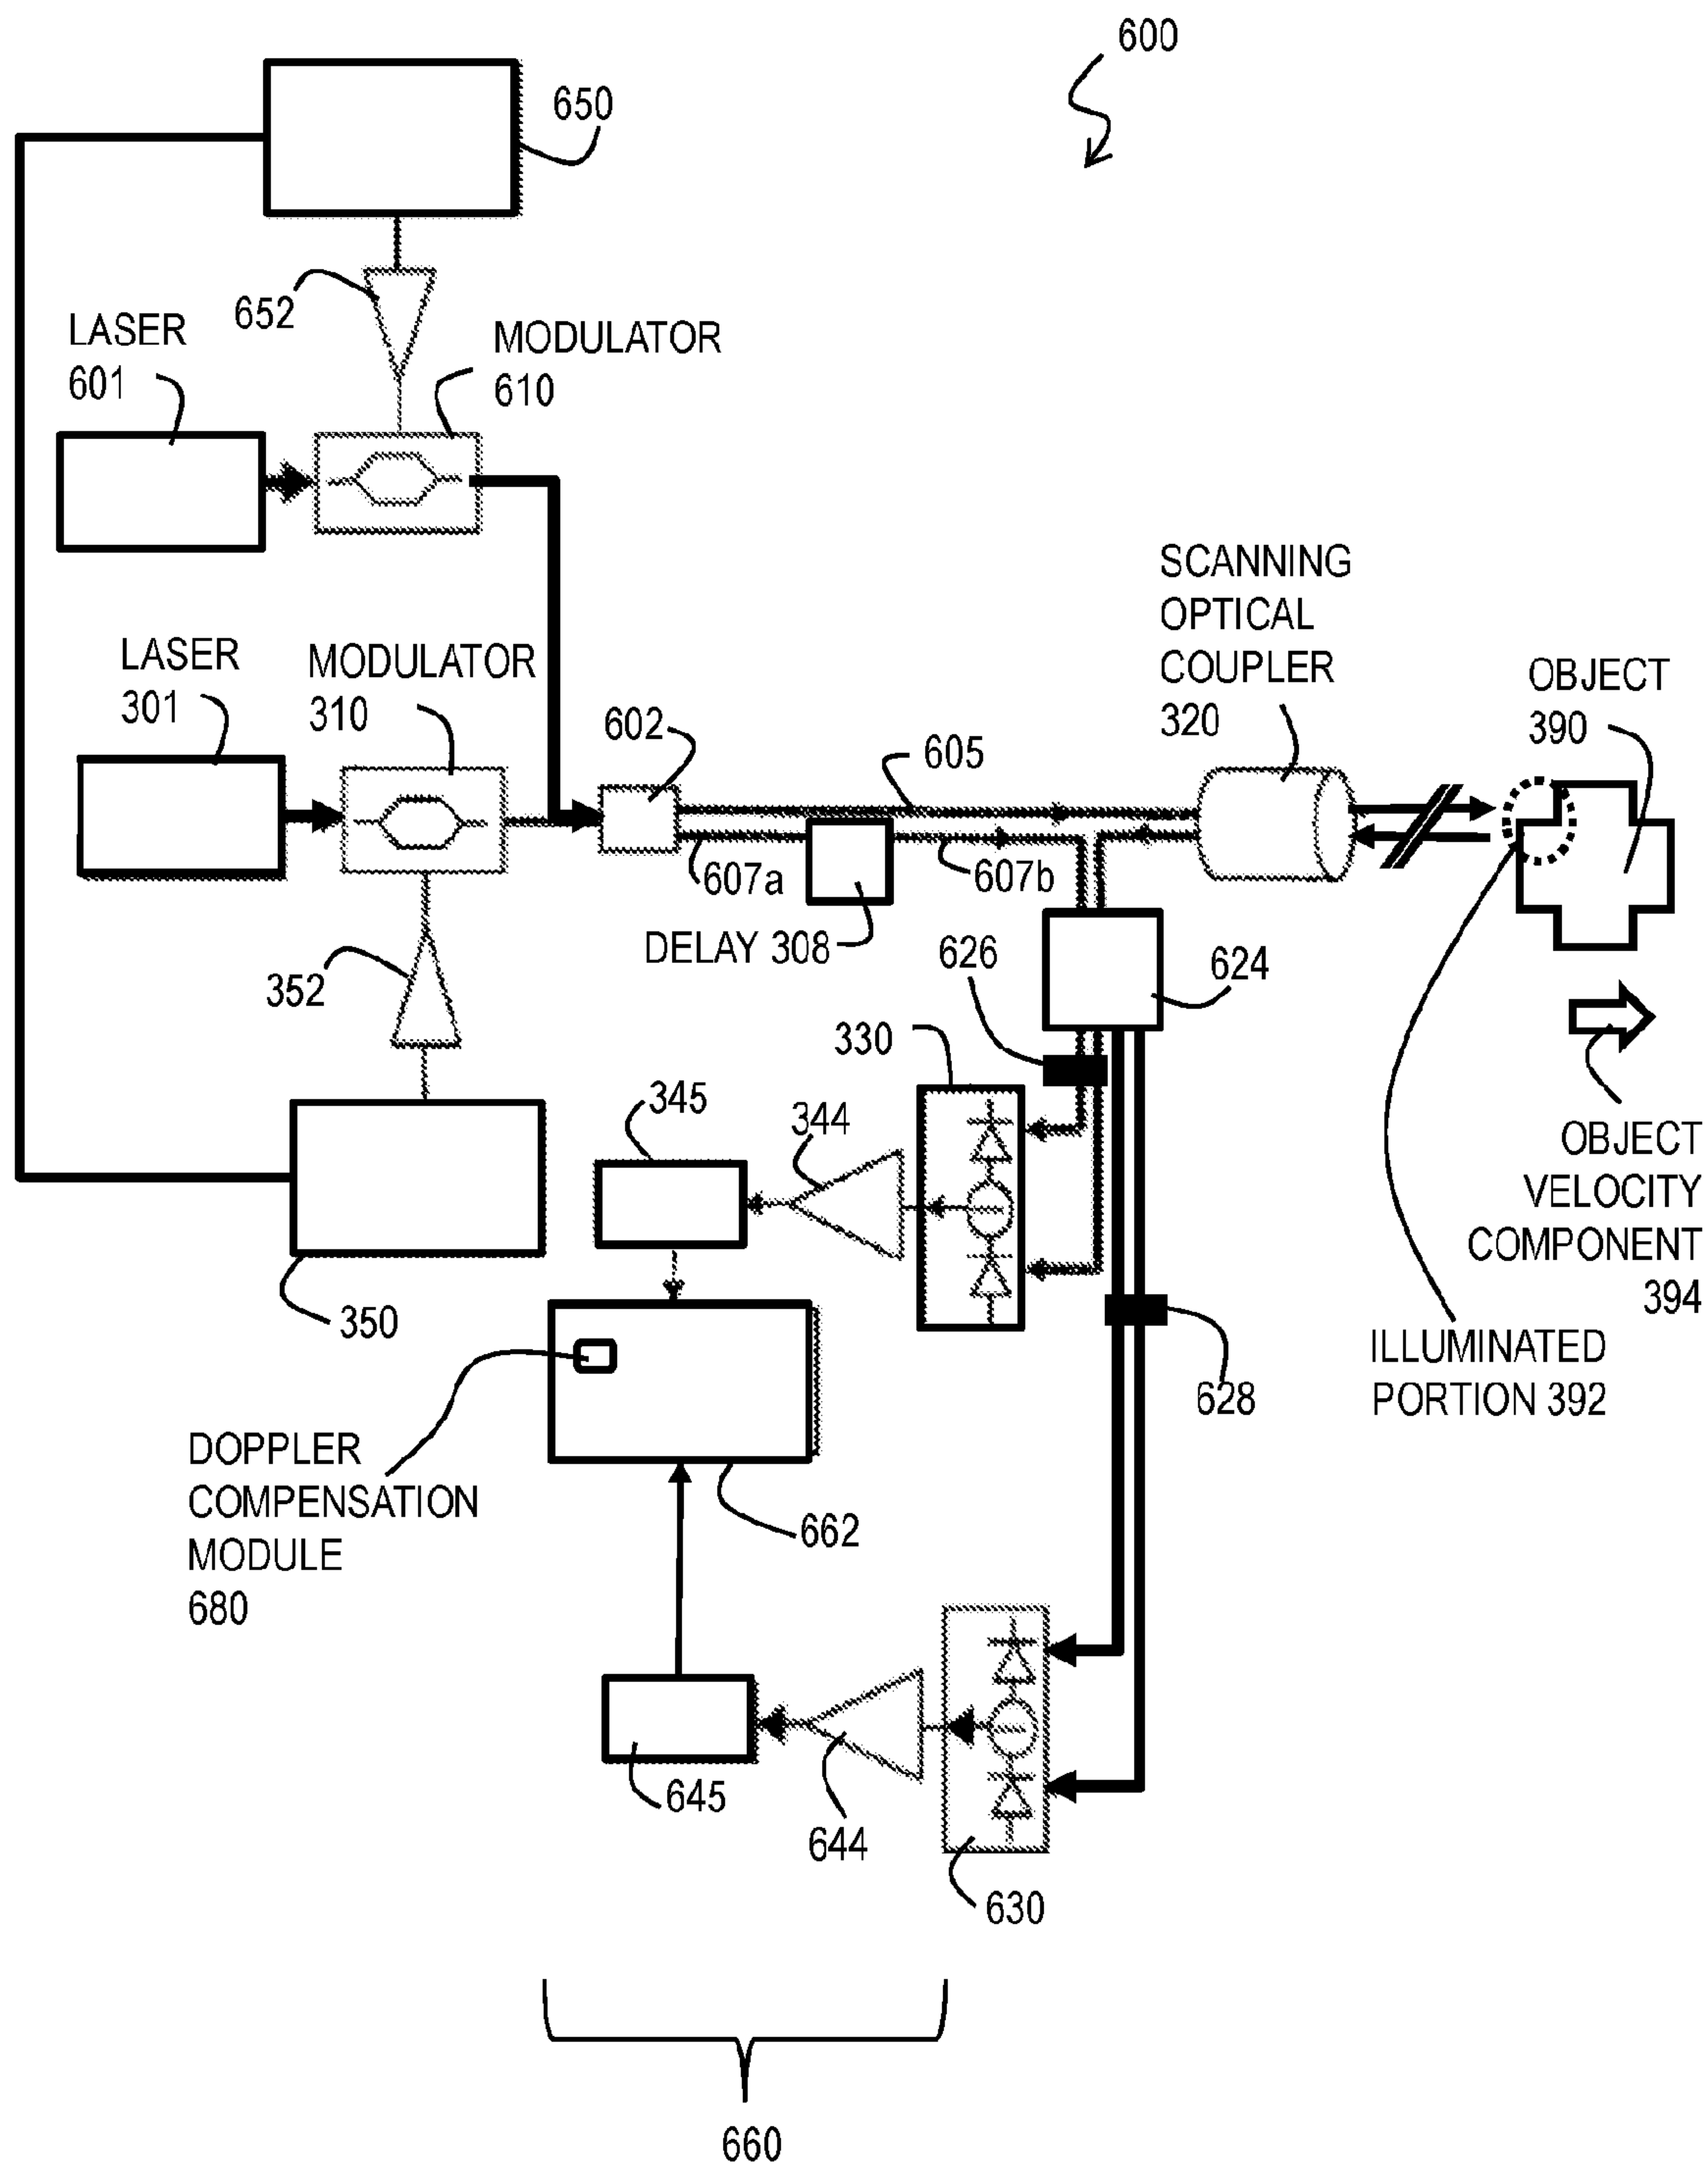 600
650
652
LASER
601
MODULATOR
610
SCANNING
OPTICAL
COUPLER
320
LASER
301
MODULATOR
310
OBJECT
390
602
605
607a
607b
DELAY 308
626
624
352
330
345
344
OBJECT
VELOCITY
COMPONENT
394
350
ILLUMINATED
PORTION 392
628
DOPPLER
COMPENSATION
MODULE
680
662
645
644
630
660